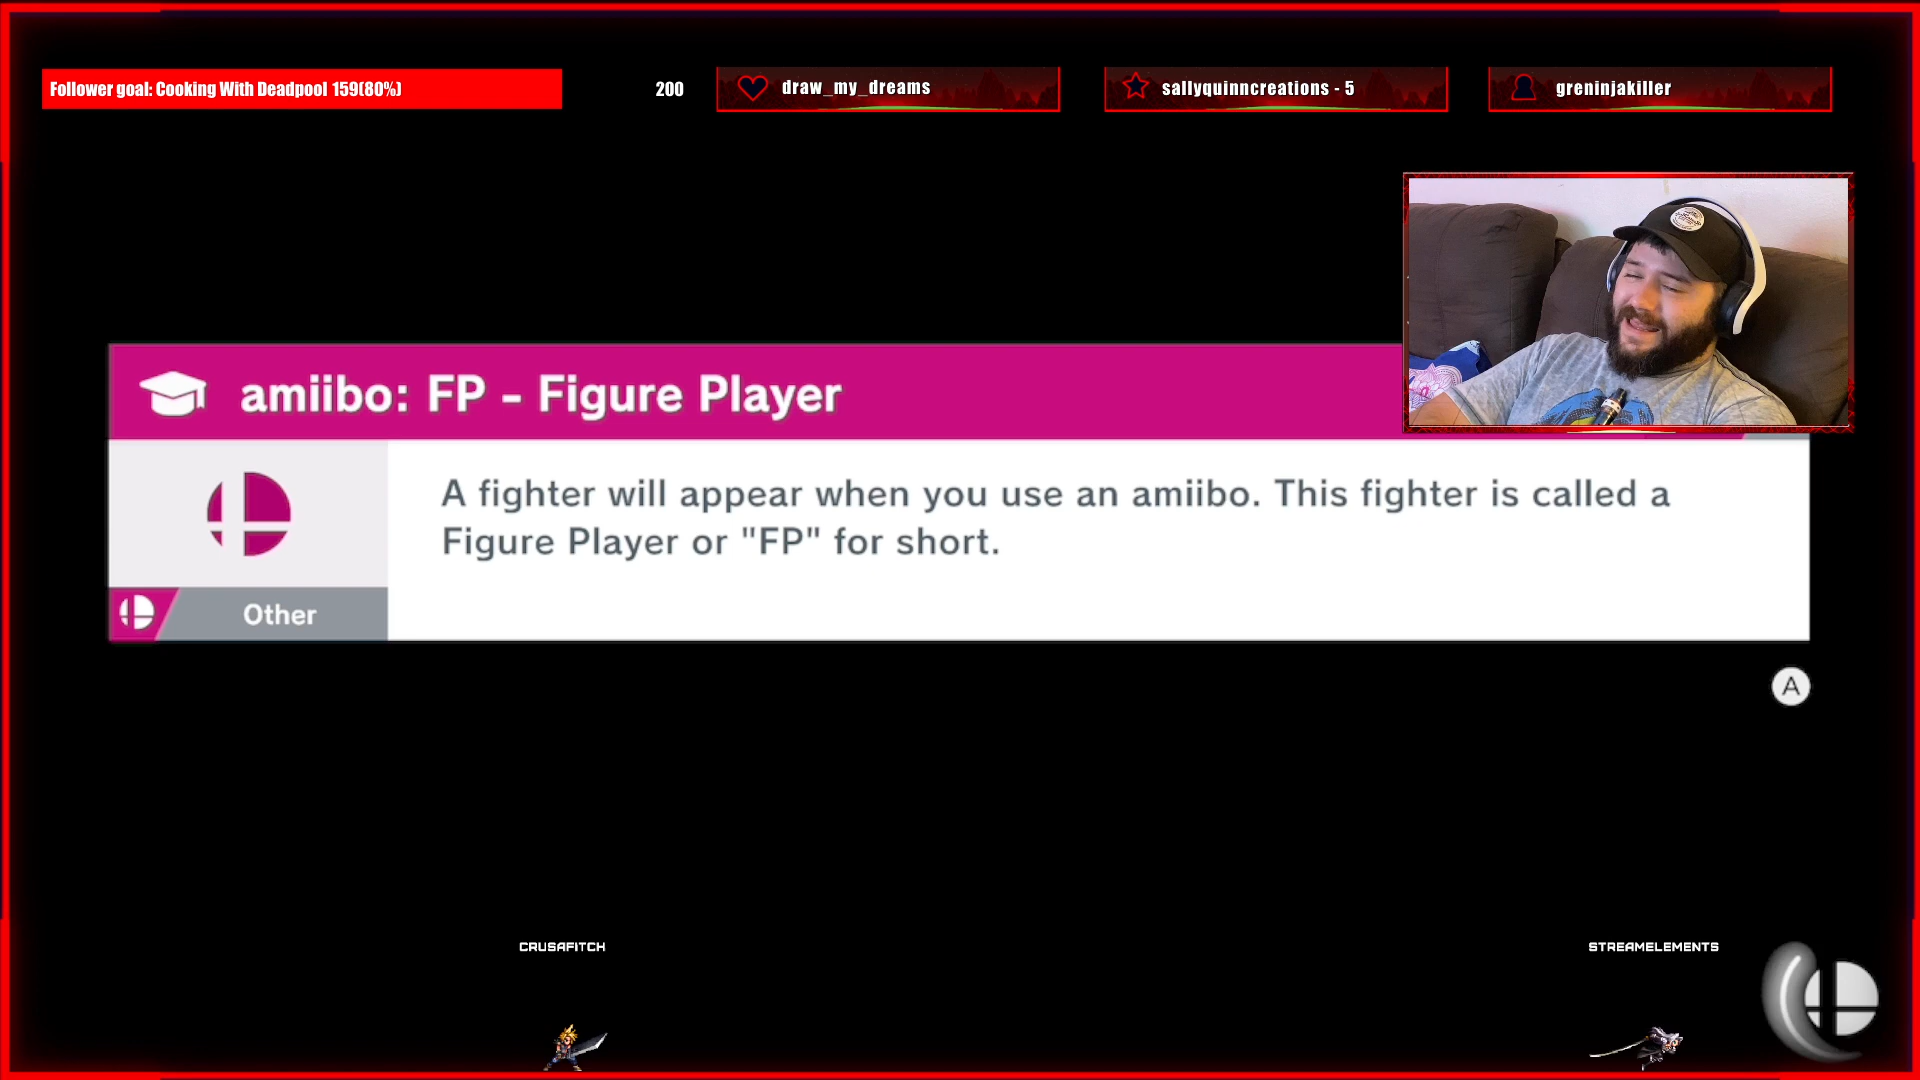 Follower goal: Cooking With Deadpool 159(80%)
200
draw_my_dreams
sallyquinncreations - 5
greninjakiller
amiibo: FP - Figure Player
A fighter will appear when you use an amiibo. This fighter is called a
Figure Player or "FP" for short.
Other
A
CRUSAFITCH
STREAMELEMENTS